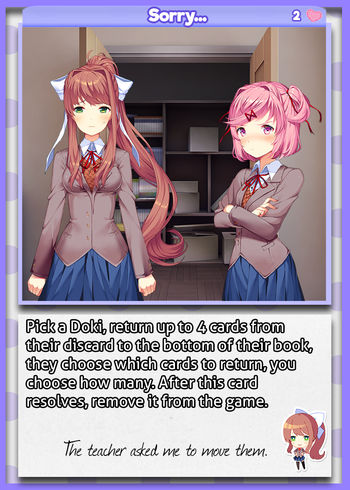 Sorry...
2
Pick a Doki, return up to 4 cards from
their discard to the bottom of their book,
they choose which cards to return, you
choose how many. After this card
resolves, remove it from the game.
The teacher asked me to move them.